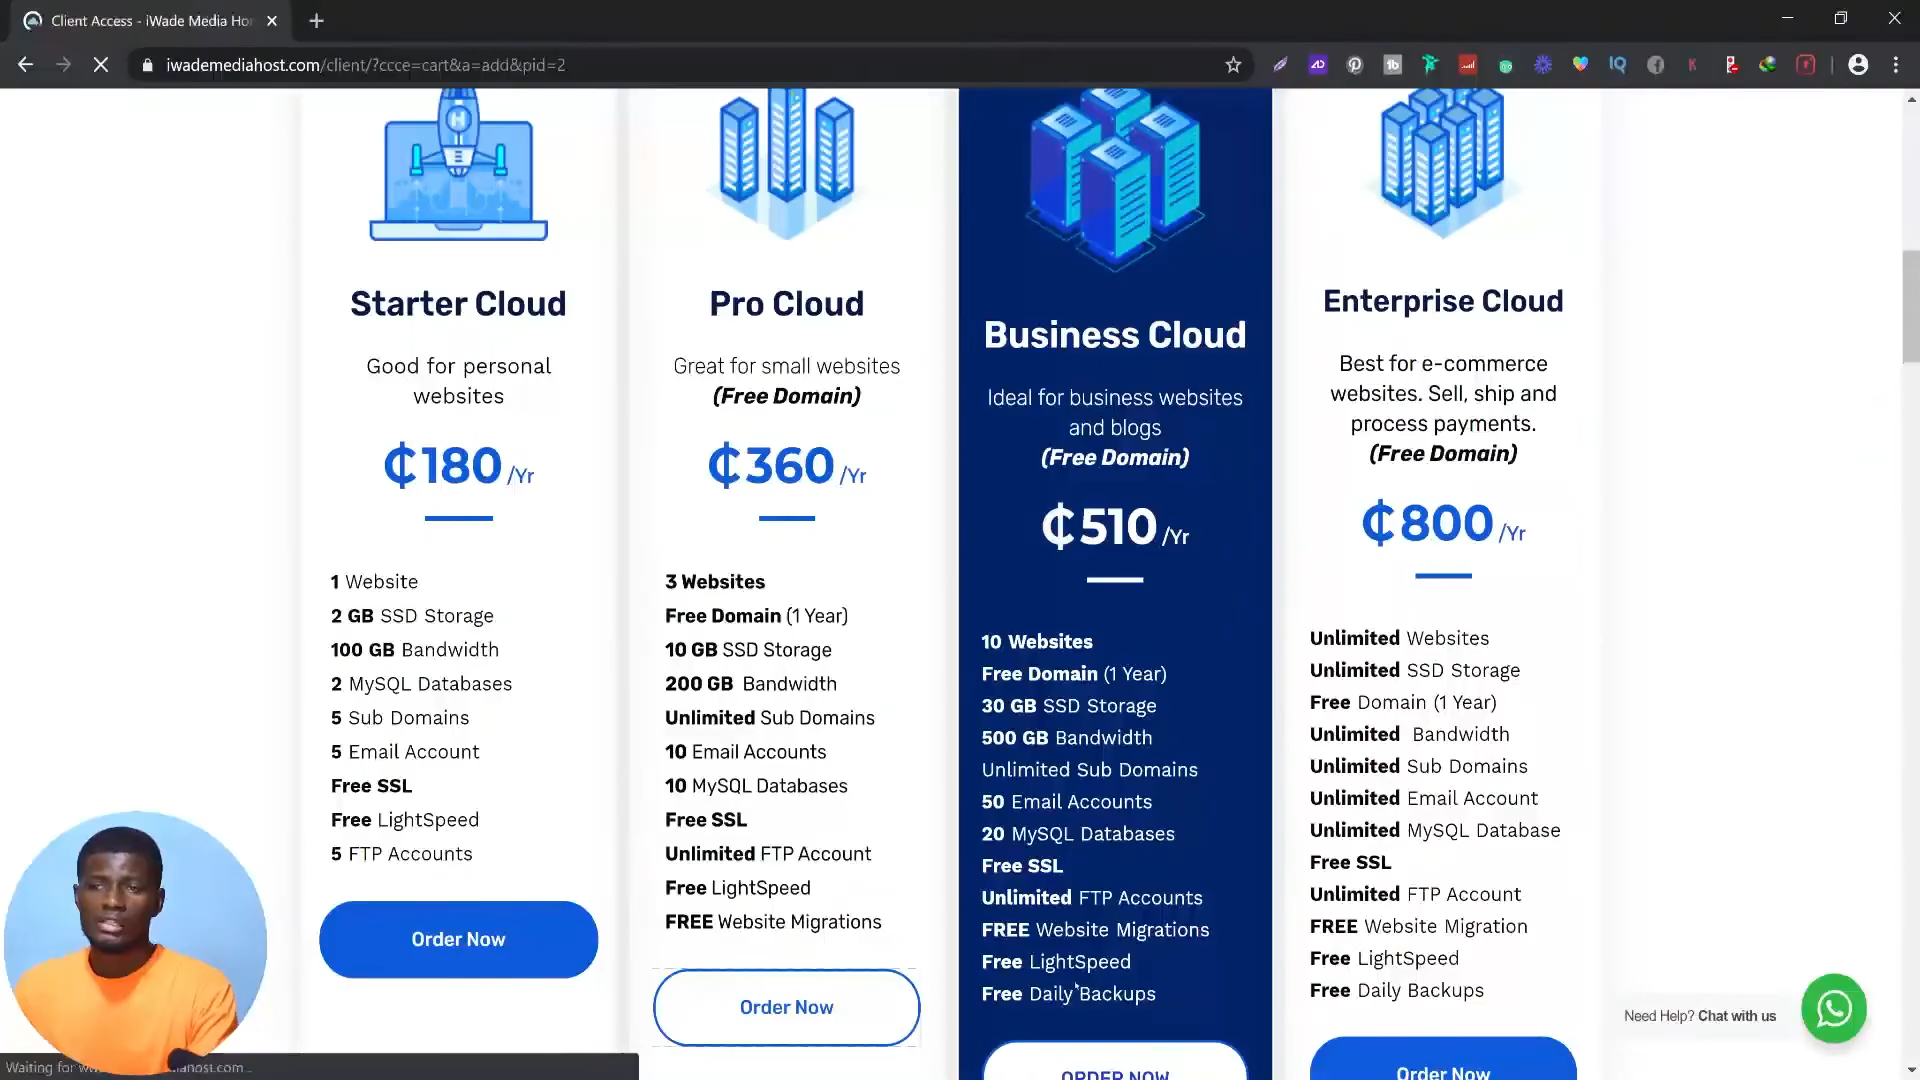 Client Access - iWade Media Ho
iwademediahost.com/client/?ccce=cart&a=add&pid=2
Starter Cloud
Good for personal
websites
₵180 /Yr
1 Website
2 GB SSD Storage
100 GB Bandwidth
2 MySQL Databases
5 Sub Domains
5 Email Account
Free SSL
Free LightSpeed
5 FTP Accounts
Order Now
Pro Cloud
Great for small websites
(Free Domain)
₵360 /Yr
3 Websites
Free Domain (1 Year)
10 GB SSD Storage
200 GB Bandwidth
Unlimited Sub Domains
10 Email Accounts
10 MySQL Databases
Free SSL
Unlimited FTP Account
Free LightSpeed
FREE Website Migrations
Order Now
Business Cloud
Ideal for business websites
and blogs
(Free Domain)
₵510 /Yr
10 Websites
Free Domain (1 Year)
30 GB SSD Storage
500 GB Bandwidth
Unlimited Sub Domains
50 Email Accounts
20 MySQL Databases
Free SSL
Unlimited FTP Accounts
FREE Website Migrations
Free LightSpeed
Free Daily Backups
ORDER NOW
Enterprise Cloud
Best for e-commerce
websites. Sell, ship and
process payments.
(Free Domain)
₵800 /Yr
Unlimited Websites
Unlimited SSD Storage
Free Domain (1 Year)
Unlimited Bandwidth
Unlimited Sub Domains
Unlimited Email Account
Unlimited MySQL Database
Free SSL
Unlimited FTP Account
FREE Website Migration
Free LightSpeed
Free Daily Backups
Order Now
Need Help? Chat with us
Waiting for